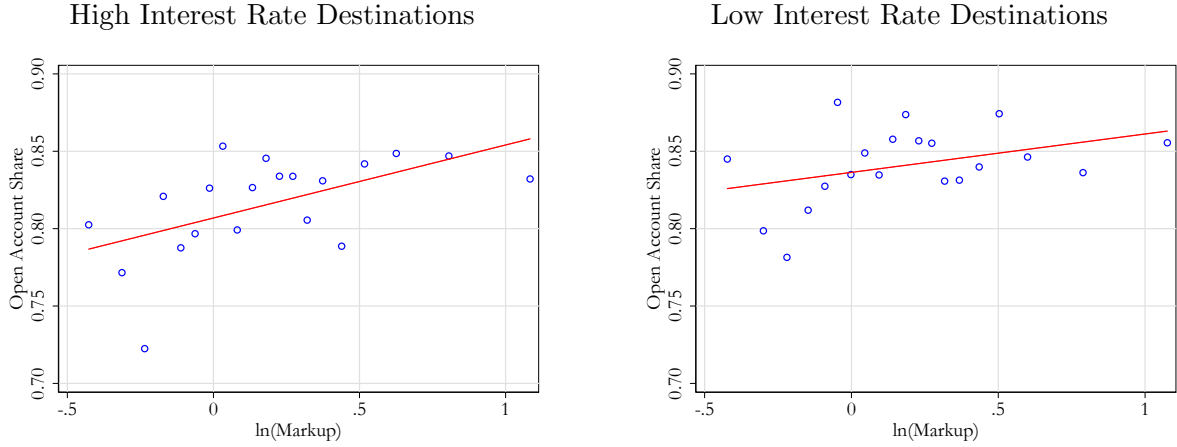 High Interest Rate Destinations
Open Account Share
0.90
0.85
0.80
0.75
0.70
-.5 0 .5 1
ln(Markup)
Low Interest Rate Destinations
Open Account Share
0.90
0.85
0.80
0.75
0.70
-.5 0 .5 1
ln(Markup)